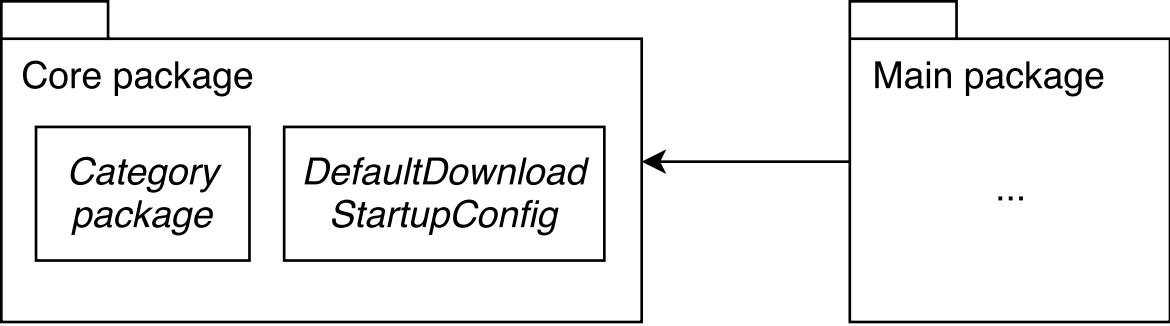 Core package
Main package
Category
package
DefaultDownload
StartupConfig
...